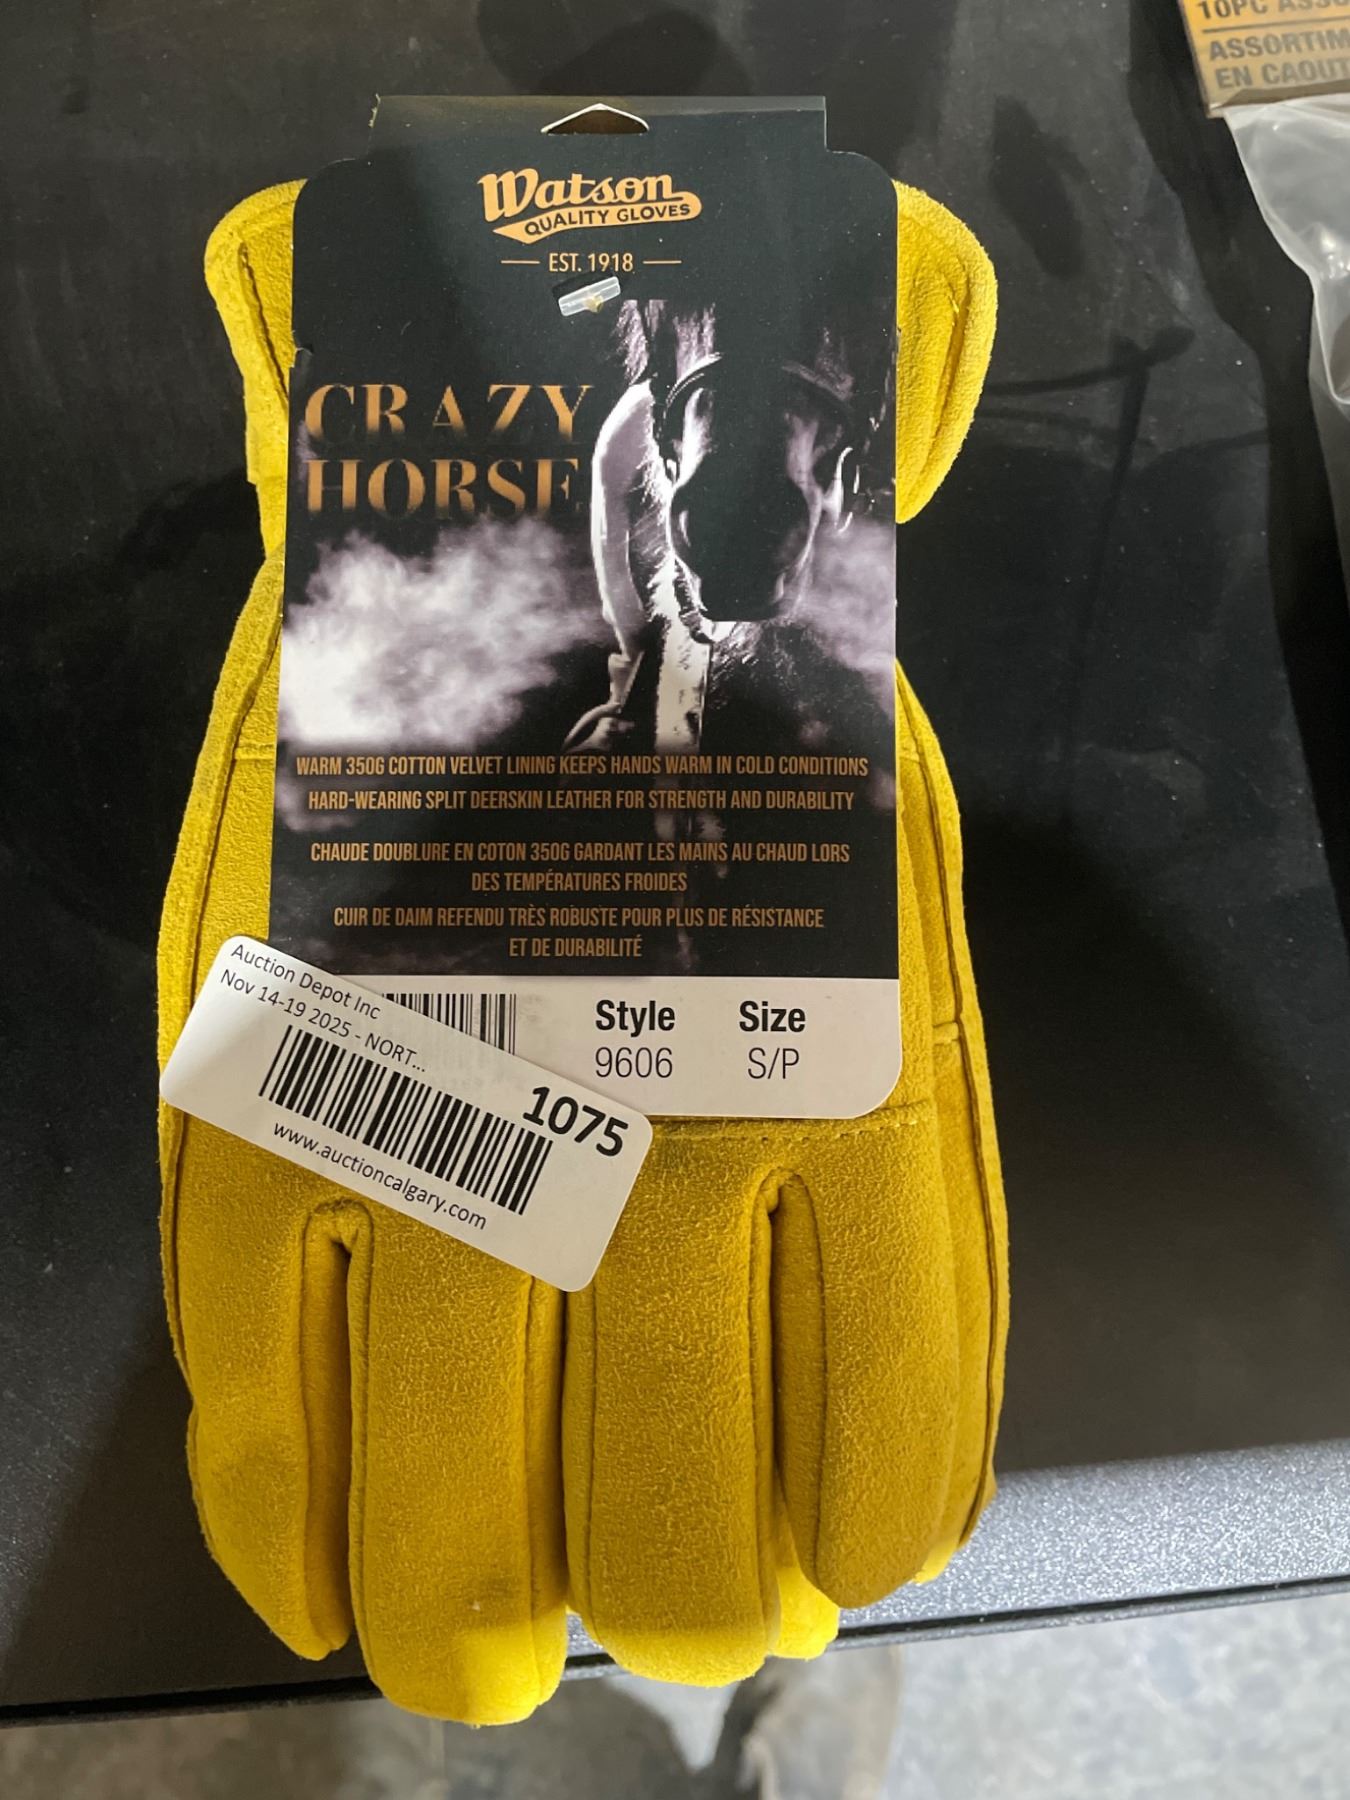 10PC
ASSORTIM
EN CAOUT
Watson
QUALITY GLOVES
EST. 1918
CRAZY
HORSE
WARM 350G COTTON VELVET LINING KEEPS HANDS WARM IN COLD CONDITIONS
HARD-WEARING SPLIT DEERSKIN LEATHER FOR STRENGTH AND DURABILITY
CHAUDE DOUBLURE EN COTON 350G GARDANT LES MAINS AU CHAUD LORS
DES TEMPÉRATURES FROIDES
CUIR DE DAIM REFENDU TRÈS ROBUSTE POUR PLUS DE RÉSISTANCE
ET DE DURABILITÉ
Style Size
9606 S/P
Auction Depot Inc
Nov 14-19 2025 - NORT...
1075
www.auctioncalgary.com